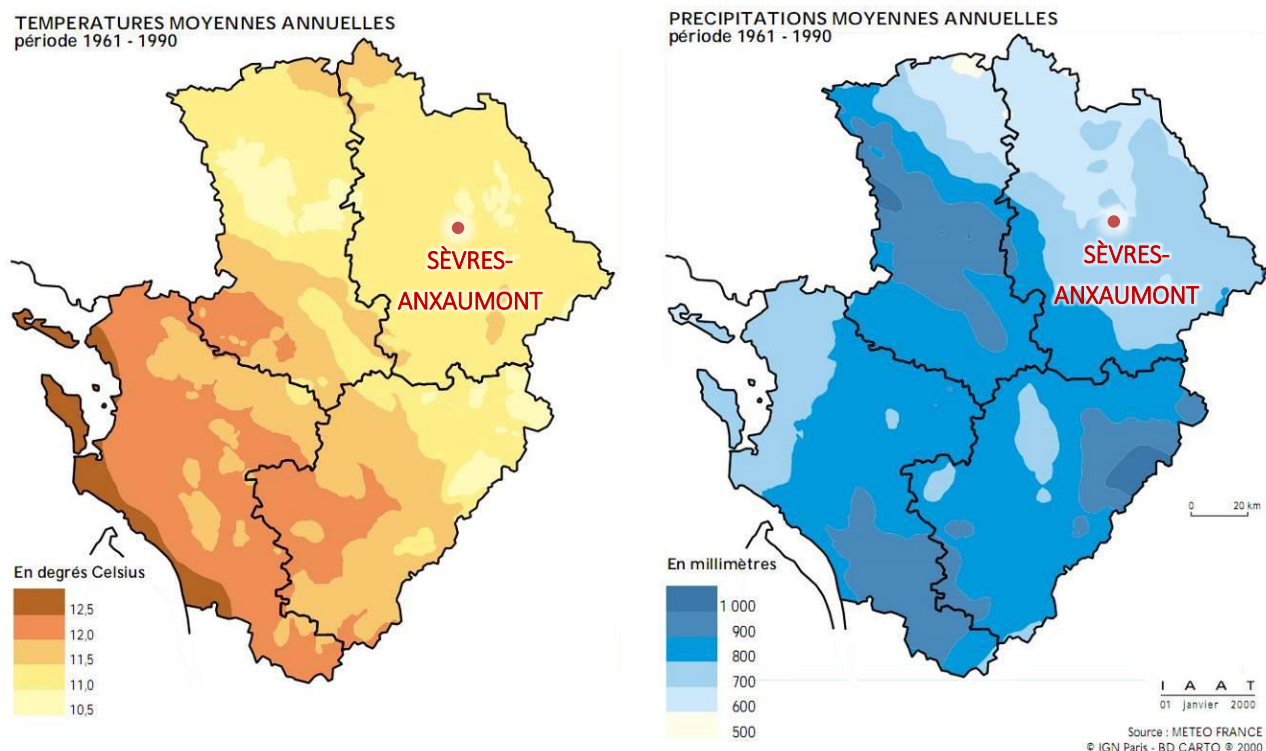 TEMPERATURES MOYENNES ANNUELLES
période 1961 - 1990
SÈVRES-
ANXAUMONT
En degrés Celsius
12,5
12,0
11,5
11,0
10,5
PRECIPITATIONS MOYENNES ANNUELLES
période 1961 - 1990
SÈVRES-
ANXAUMONT
0 20 km
En millimètres
1 000
900
800
700
600
500
I A A T
01 janvier 2000
Source : METEO FRANCE
© IGN Paris - BD CARTO ® 2000